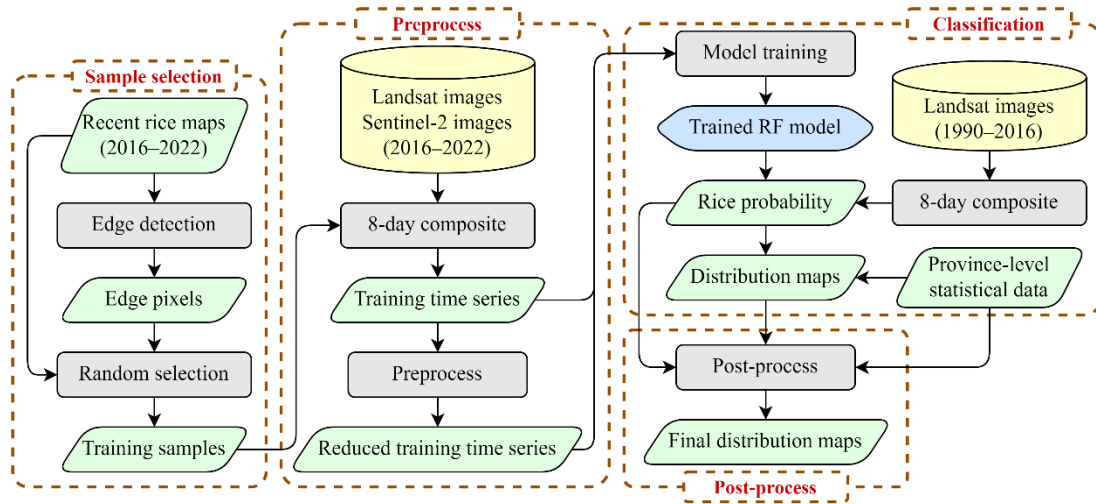 Sample selection
Recent rice maps
(2016–2022)
Edge detection
Edge pixels
Random selection
Training samples
Preprocess
Landsat images
Sentinel-2 images
(2016–2022)
8-day composite
Training time series
Preprocess
Reduced training time series
Classification
Model training
Trained RF model
Rice probability
Distribution maps
Landsat images
(1990–2016)
8-day composite
Province-level
statistical data
Post-process
Final distribution maps
Post-process